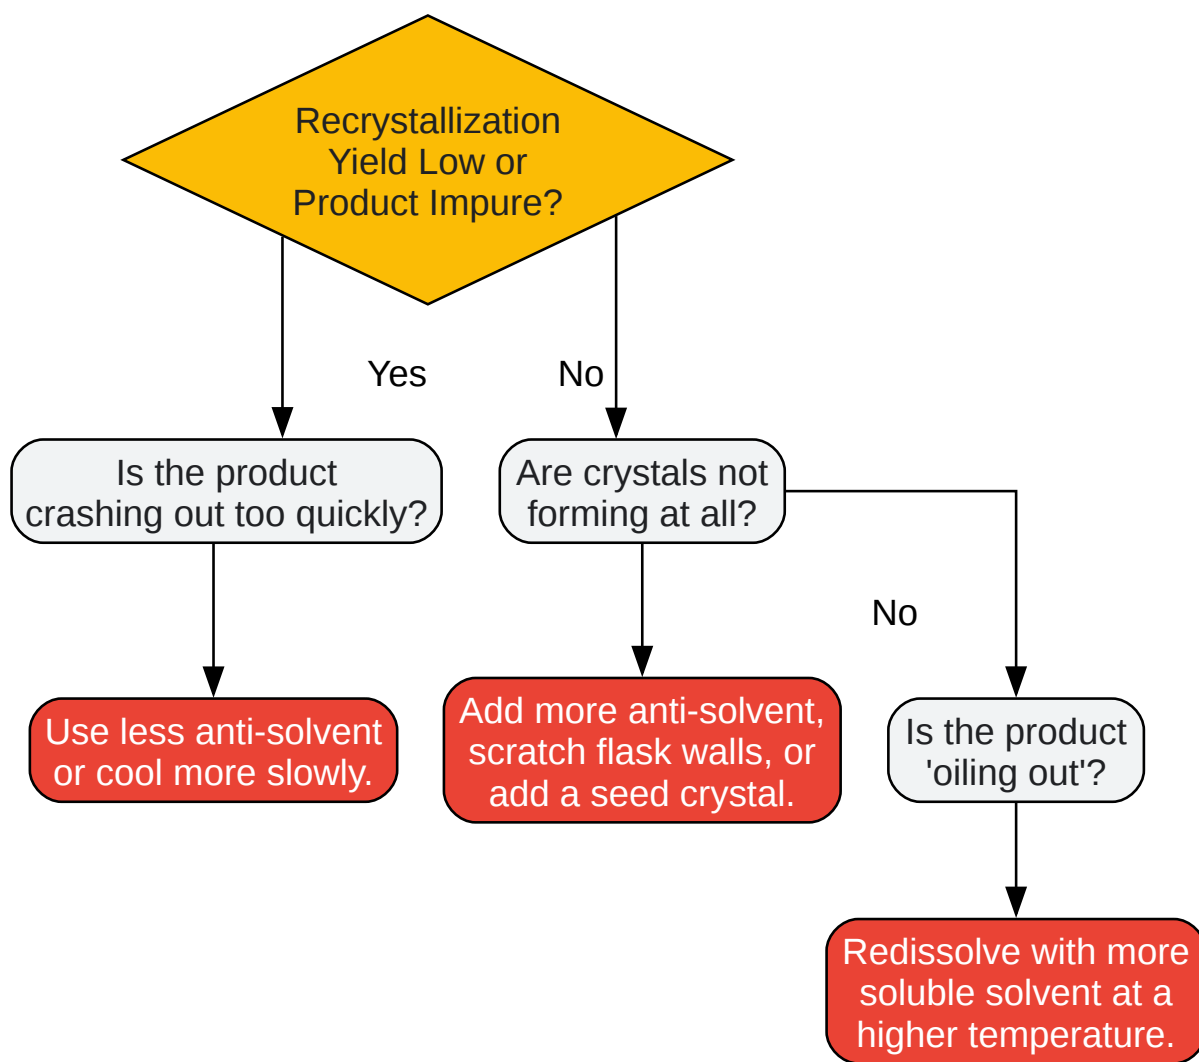 Recrystallization
Yield Low or
Product Impure?
Yes
No
Is the product
crashing out too quickly?
Are crystals not
forming at all?
No
Use less anti-solvent
or cool more slowly.
Add more anti-solvent,
scratch flask walls, or
add a seed crystal.
Is the product
'oiling out'?
Redissolve with more
soluble solvent at a
higher temperature.